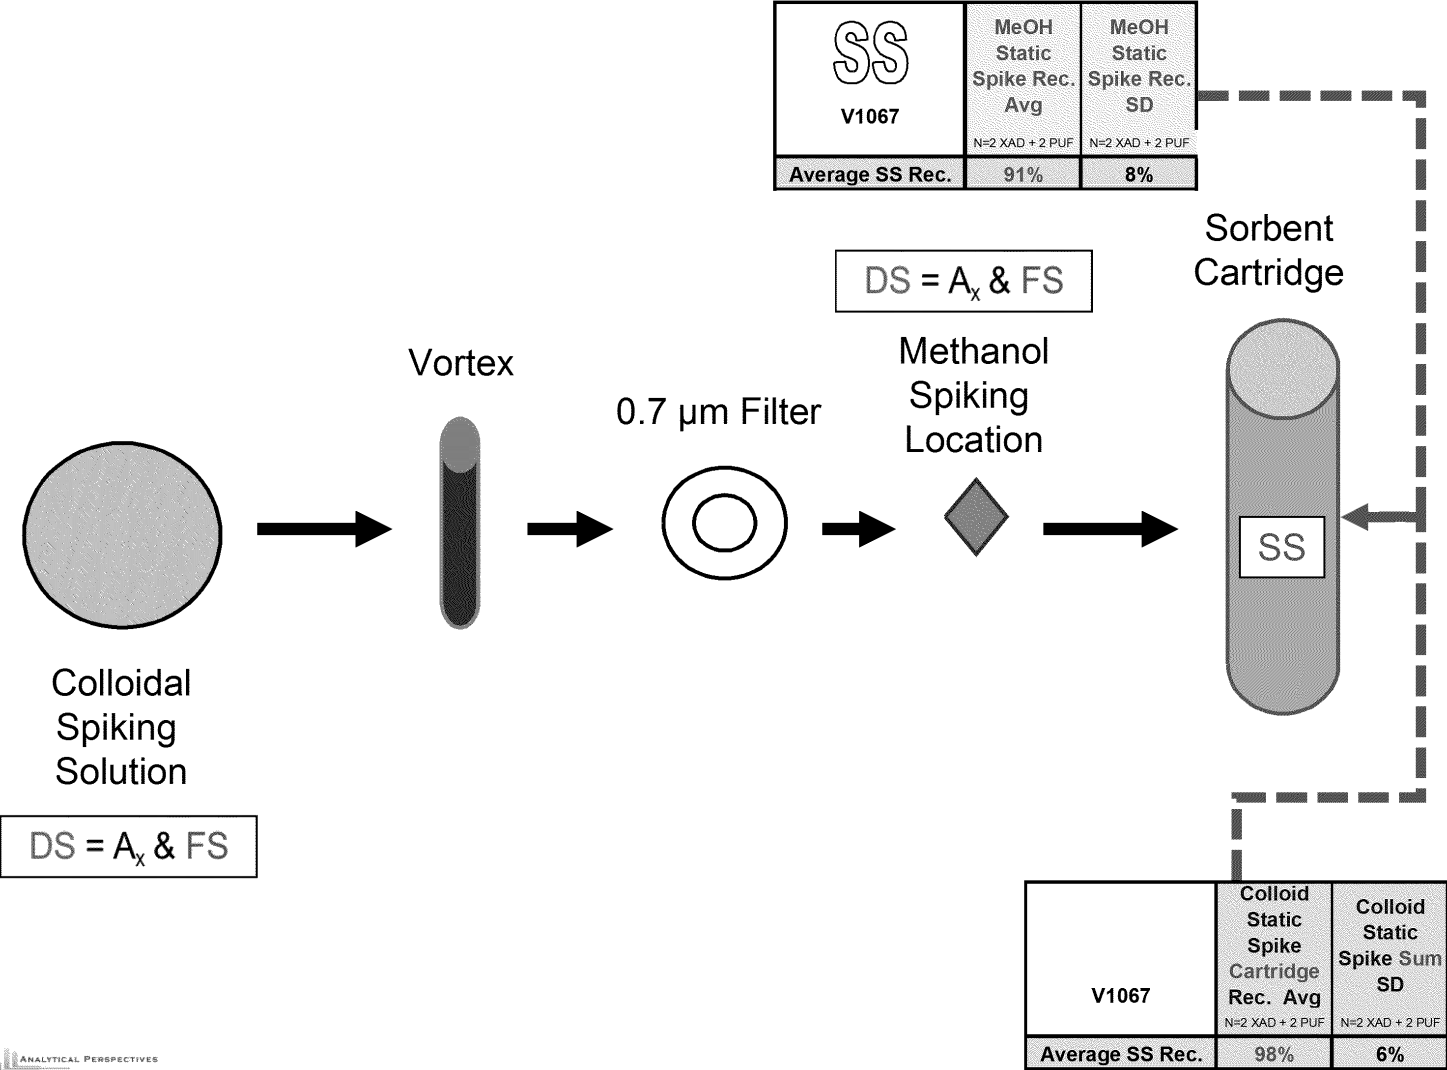 SS
V1067
MeOH
Static
Spike Rec.
Avg
N=2 XAD + 2 PUF
MeOH
Static
Spike Rec.
SD
N=2 XAD + 2 PUF
Average SS Rec.
91%
8%
Sorbent
Cartridge
DS = Ax & FS
Methanol
Spiking
Location
Vortex
0.7 µm Filter
SS
Colloidal
Spiking
Solution
DS = Ax & FS
V1067
Colloid
Static
Spike
Cartridge
Rec. Avg
N=2 XAD + 2 PUF
Colloid
Static
Spike Sum
SD
N=2 XAD + 2 PUF
Average SS Rec.
98%
6%
ANALYTICAL PERSPECTIVES